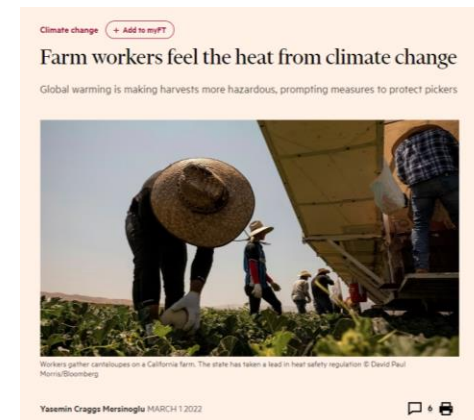 Climate change + Add to myFT
Farm workers feel the heat from climate change
Global warming is making harvests more hazardous, prompting measures to protect pickers
Workers gather cantaloupes on a California farm. The state has taken a lead in heat safety regulation © David Paul
Morris/Bloomberg
Yasemin Craggs Mersinoglu MARCH 1 2022
6